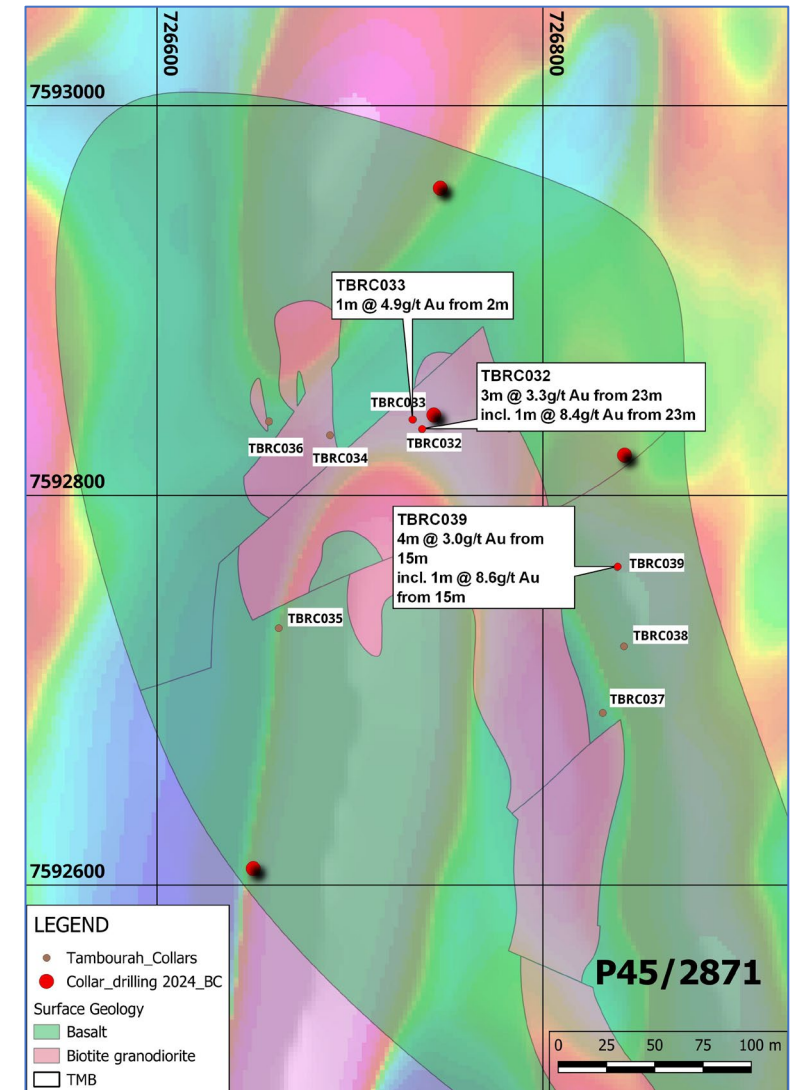 726600
726800
7593000
TBRC033
1m @ 4.9g/t Au from 2m
TBRC032
3m @ 3.3g/t Au from 23m
incl. 1m @ 8.4g/t Au from 23m
TBRC033
TBRC032
TBRC036
TBRC034
7592800
TBRC039
4m @ 3.0g/t Au from
15m
incl. 1m @ 8.6g/t Au
from 15m
TBRC039
TBRC035
TBRC038
TBRC037
7592600
LEGEND
Tambourah_Collars
Collar_drilling 2024_BC
Surface Geology
Basalt
Biotite granodiorite
TMB
P45/2871
0 25 50 75 100 m